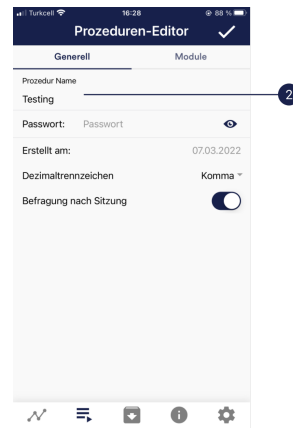 Turkcell 16:28 88 %
Prozeduren-Editor
Generell Module
Prozedur Name
Testing
2
Passwort: Passwort
Erstellt am: 07.03.2022
Dezimaltrennzeichen Komma
Befragung nach Sitzung